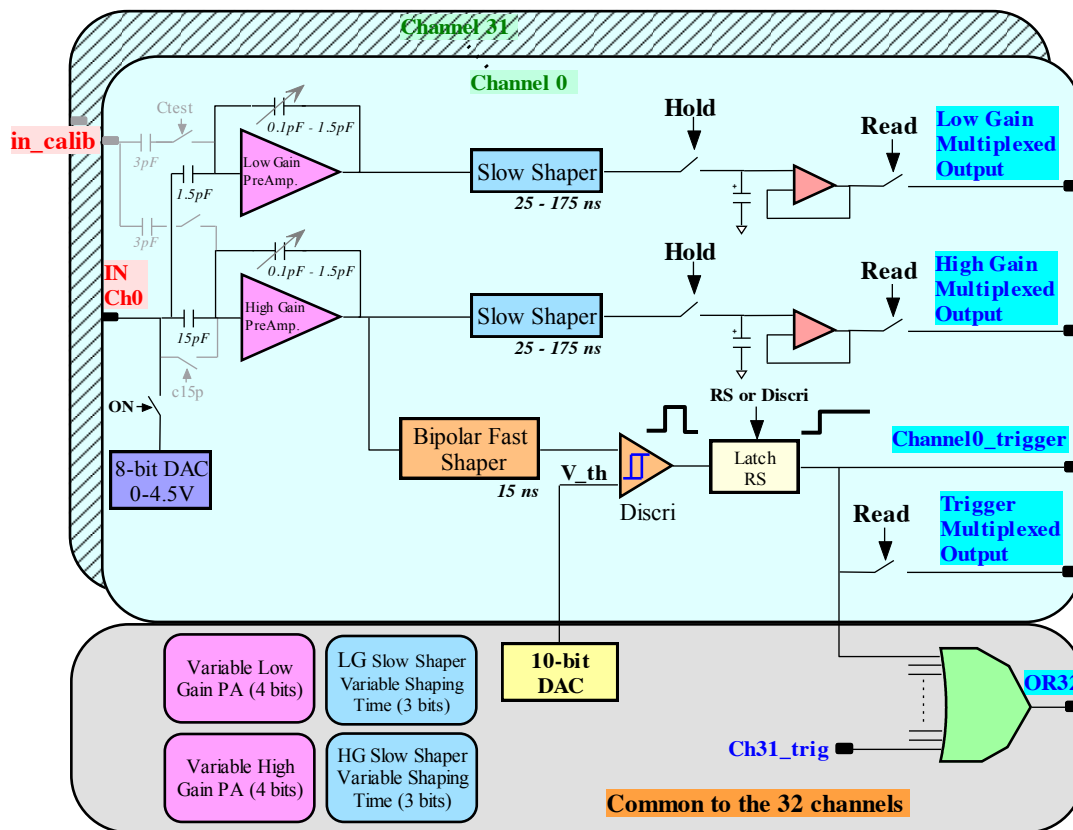 Channel 31
Channel 0
in_calib
Ctest
3pF
1.5pF
0.1pF - 1.5pF
Low Gain
PreAmp.
Slow Shaper
25 - 175 ns
Hold
Read
Low Gain
Multiplexed
Output
3pF
IN
Ch0
15pF
c15p
0.1pF - 1.5pF
High Gain
PreAmp.
Slow Shaper
25 - 175 ns
Hold
Read
High Gain
Multiplexed
Output
ON
8-bit DAC
0-4.5V
Bipolar Fast
Shaper
15 ns
V_th
Discri
RS or Discri
Latch
RS
Channel0_trigger
Read
Trigger
Multiplexed
Output
Variable Low
Gain PA (4 bits)
LG Slow Shaper
Variable Shaping
Time (3 bits)
10-bit
DAC
OR32
Variable High
Gain PA (4 bits)
HG Slow Shaper
Variable Shaping
Time (3 bits)
Ch31_trig
Common to the 32 channels